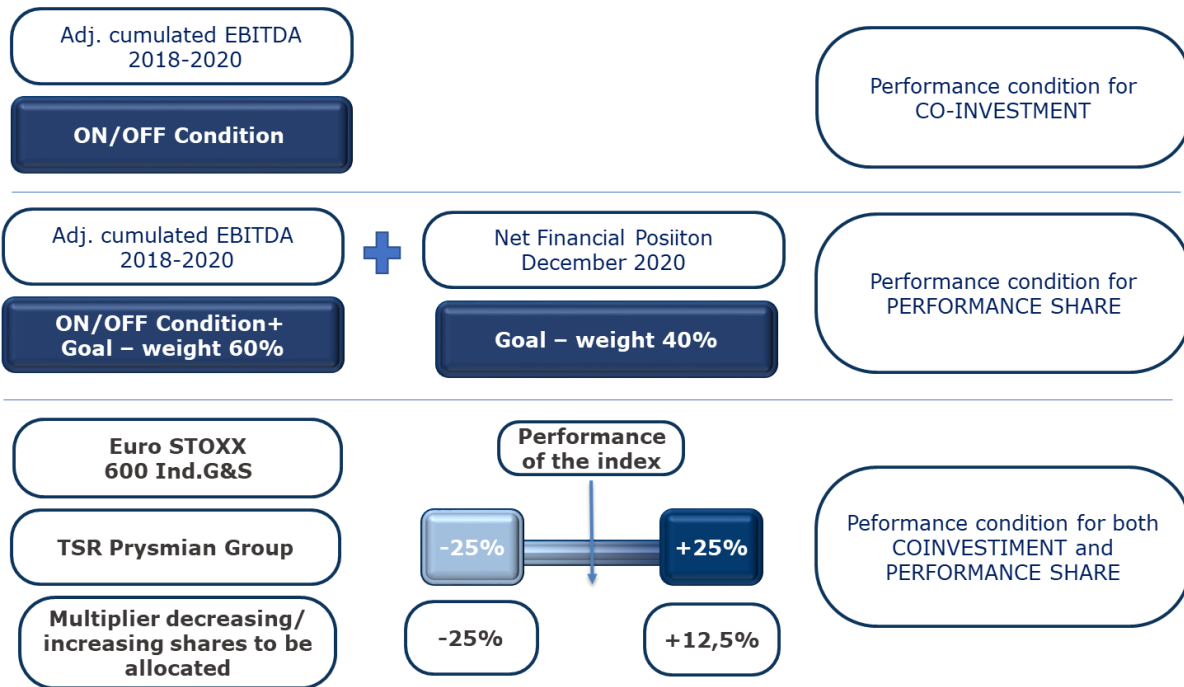 Adj. cumulated EBITDA
2018-2020
ON/OFF Condition
Performance condition for
CO-INVESTMENT
Adj. cumulated EBITDA
2018-2020
ON/OFF Condition+
Goal – weight 60%
Net Financial Posiiton
December 2020
Goal – weight 40%
Performance condition for
PERFORMANCE SHARE
Euro STOXX
600 Ind.G&S
TSR Prysmian Group
Multiplier decreasing/
increasing shares to be
allocated
Performance
of the index
-25%
+25%
-25%
+12,5%
Peformance condition for both
COINVESTIMENT and
PERFORMANCE SHARE